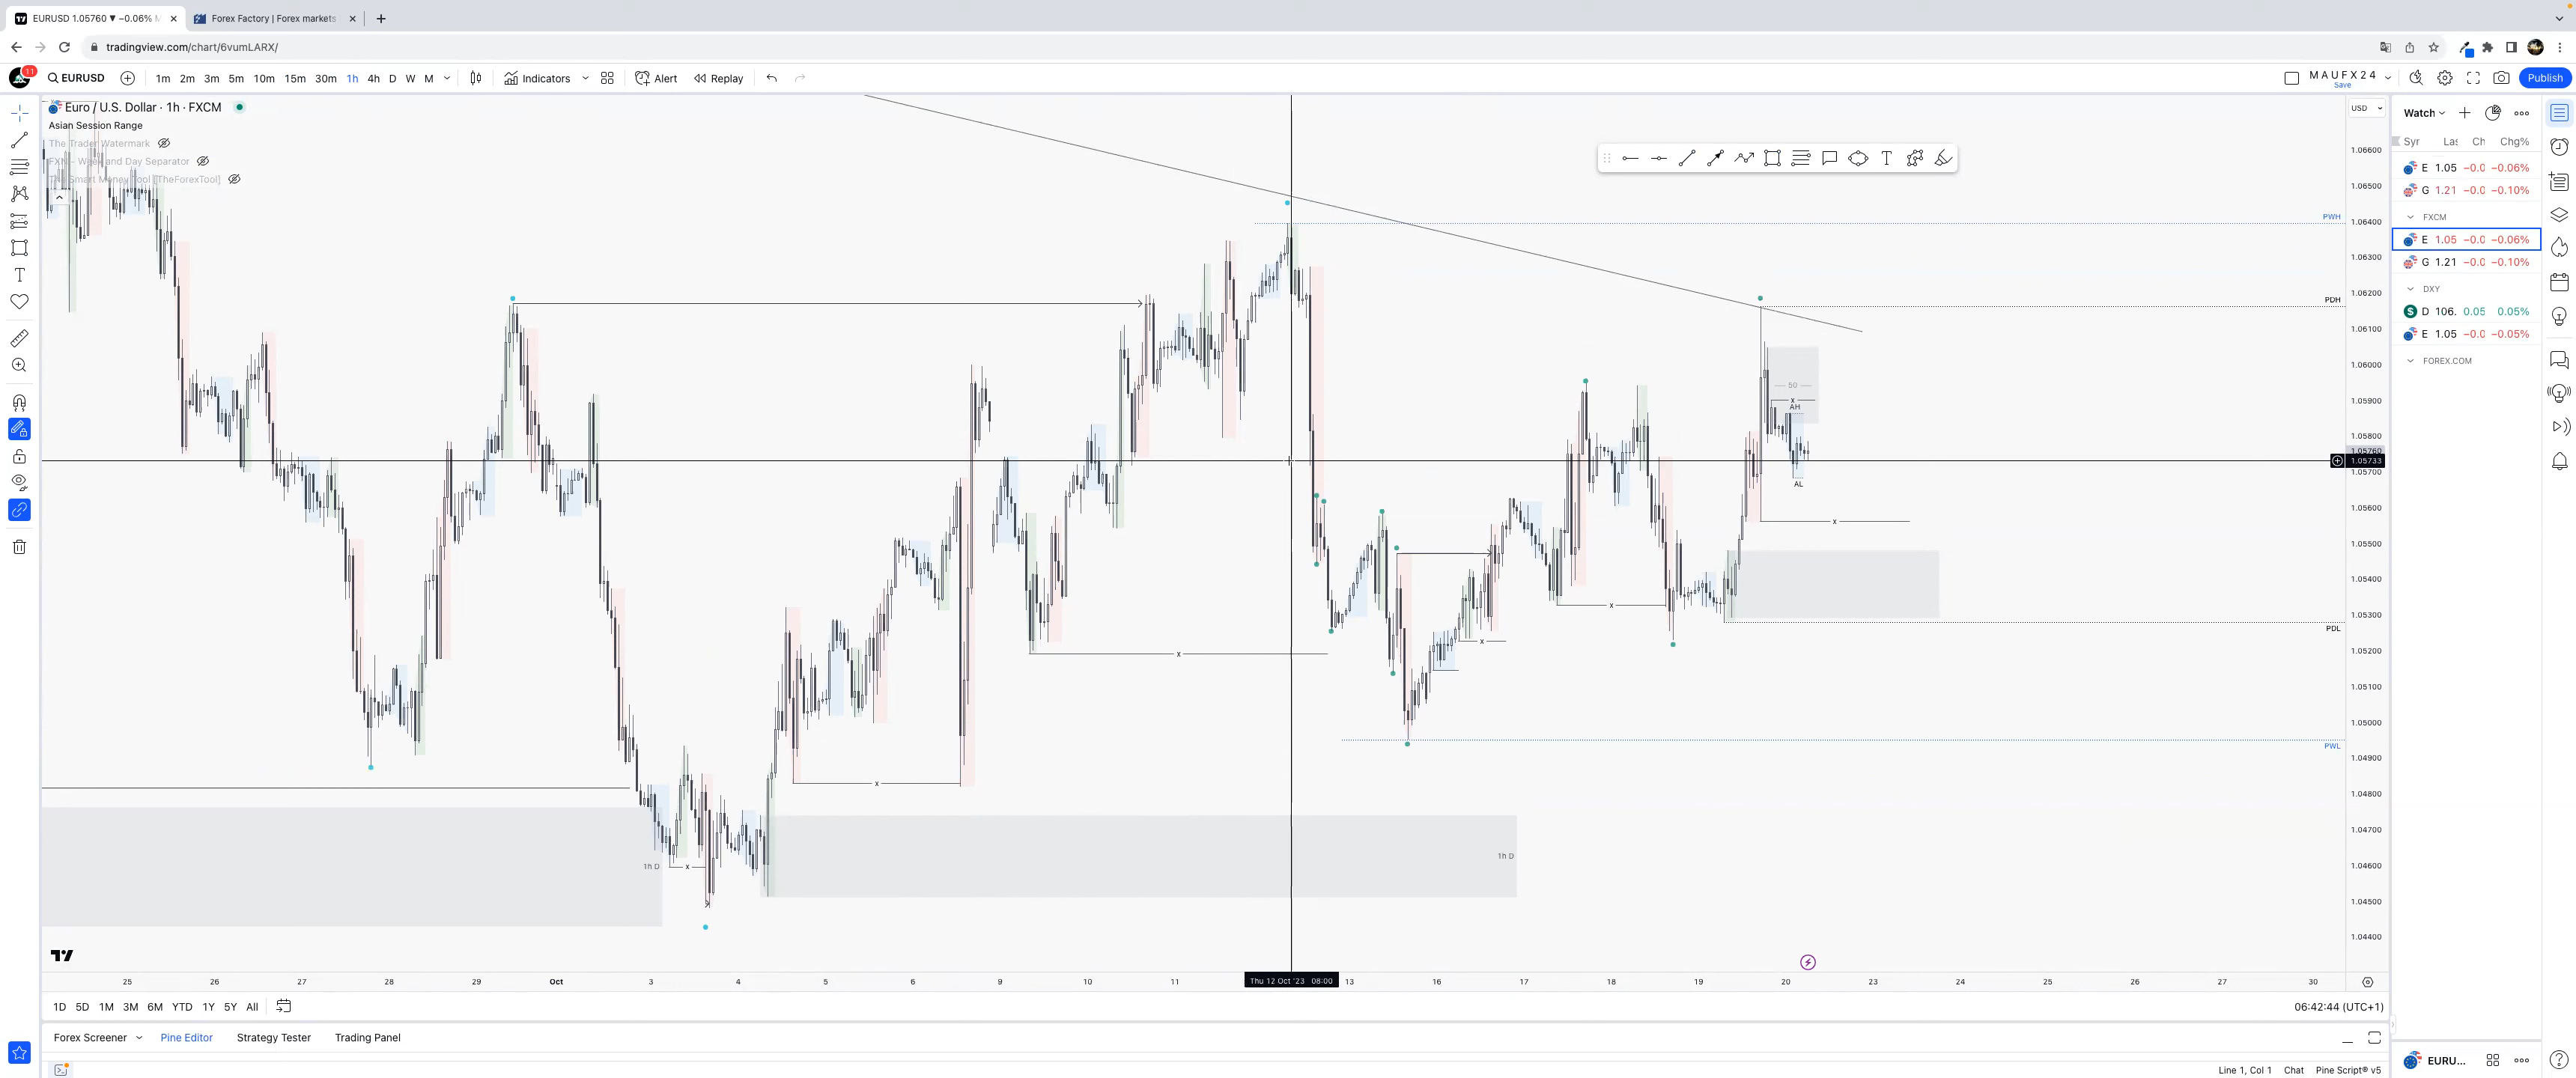 EURUSD 1.05760 ▼ −0.06% M
Forex Factory | Forex markets
tradingview.com/chart/6vumLARX/
11
EURUSD 1m 2m 3m 5m 10m 15m 30m 1h 4h D W M Indicators Alert Replay MAUFX24 Save Publish
Euro / U.S. Dollar · 1h · FXCM
Asian Session Range
The Trader Watermark
FXN - Week and Day Separator
The Smart Money Tool [TheForexTool]
USD
PWH
PDH
50
x
AH
AL
x
x
x
x
x
x
x
PDL
PWL
1h D
1h D
1.06600
1.06500
1.06400
1.06300
1.06200
1.06100
1.06000
1.05900
1.05800
1.05760
1.05733
1.05700
1.05600
1.05500
1.05400
1.05300
1.05200
1.05100
1.05000
1.04900
1.04800
1.04700
1.04600
1.04500
1.04400
25 26 27 28 29 Oct 3 4 5 6 9 10 11 Thu 12 Oct '23 08:00 13 16 17 18 19 20 23 24 25 26 27 30
1D 5D 1M 3M 6M YTD 1Y 5Y All
06:42:44 (UTC+1)
Forex Screener Pine Editor Strategy Tester Trading Panel
Line 1, Col 1 Chat Pine Script® v5
Watch
Syr Las Ch Chg%
E 1.05 −0.0 −0.06%
G 1.21 −0.0 −0.10%
FXCM
E 1.05 −0.0 −0.06%
G 1.21 −0.0 −0.10%
DXY
D 106. 0.05 0.05%
E 1.05 −0.0 −0.05%
FOREX.COM
EURU...